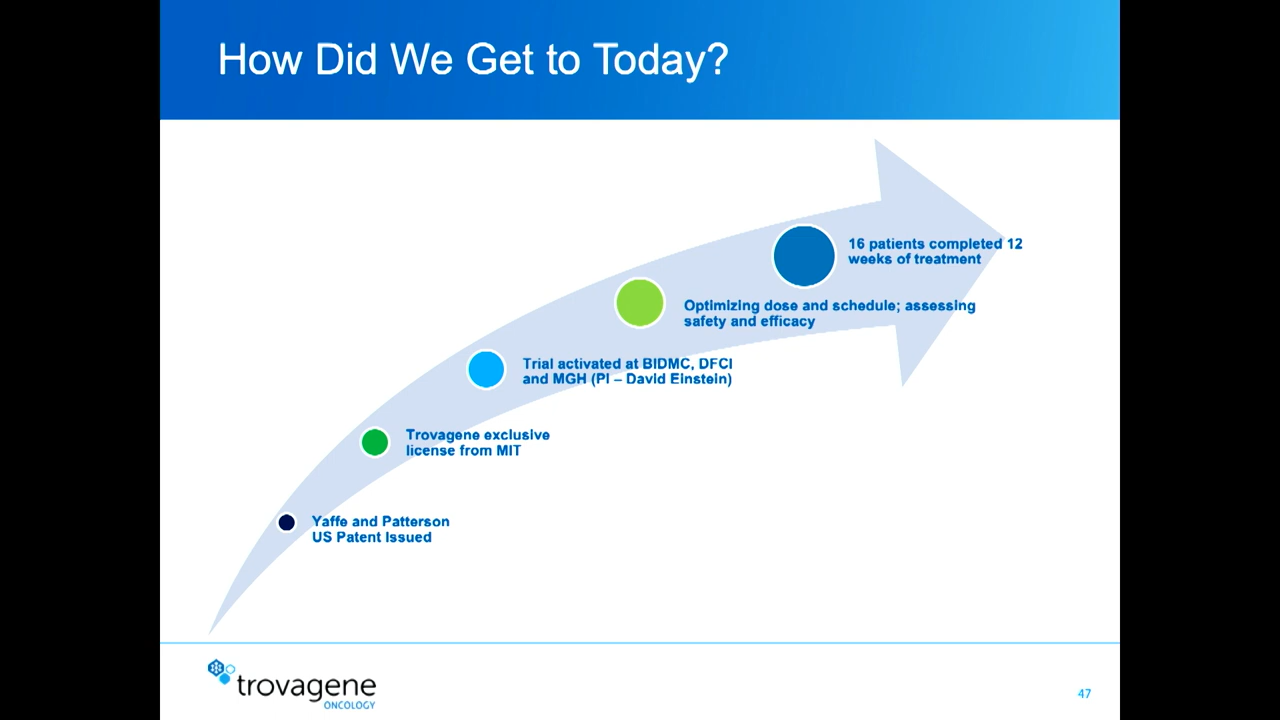 How Did We Get to Today?
16 patients completed 12
weeks of treatment
Optimizing dose and schedule; assessing
safety and efficacy
Trial activated at BIDMC, DFCI
and MGH (PI – David Einstein)
Trovagene exclusive
license from MIT
Yaffe and Patterson
US Patent Issued
trovagene
ONCOLOGY
47